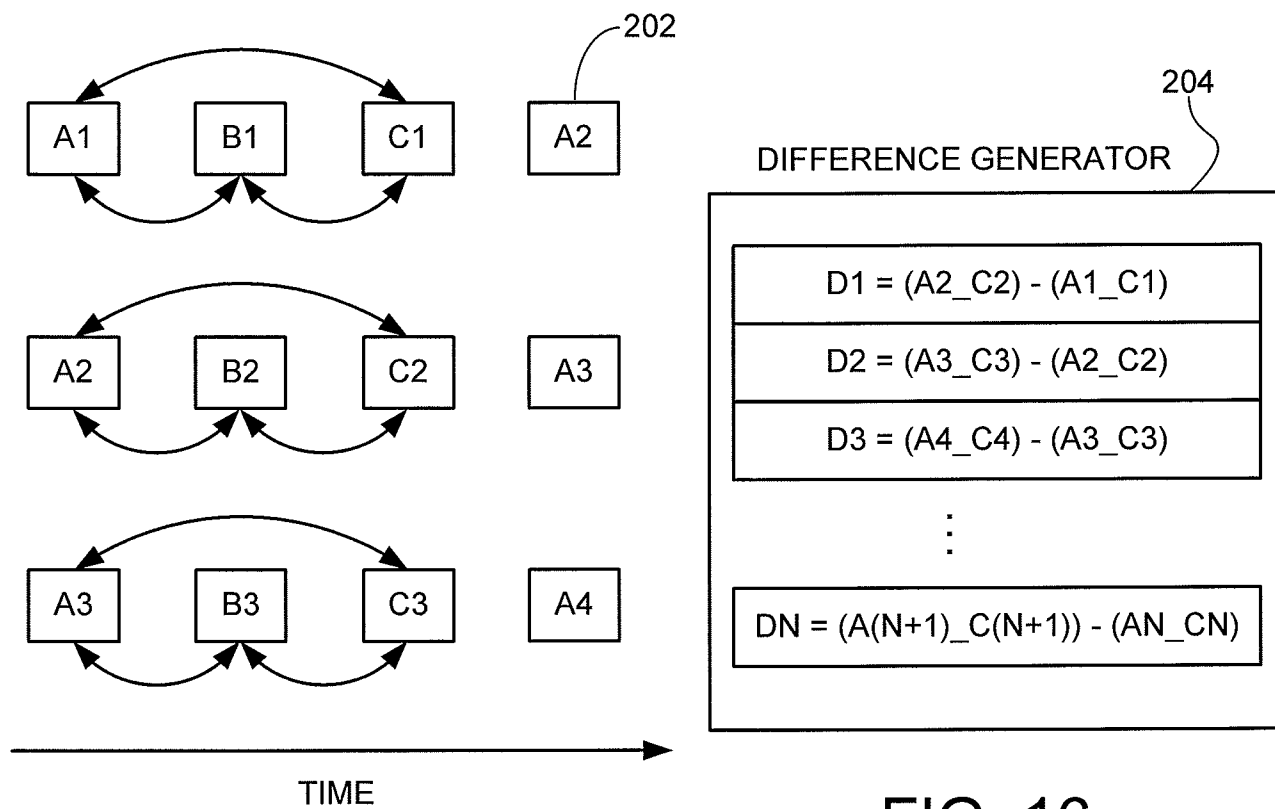 202
A1 B1 C1 A2
A2 B2 C2 A3
A3 B3 C3 A4
TIME
204
DIFFERENCE GENERATOR
D1 = (A2_C2) - (A1_C1)
D2 = (A3_C3) - (A2_C2)
D3 = (A4_C4) - (A3_C3)
DN = (A(N+1)_C(N+1)) - (AN_CN)